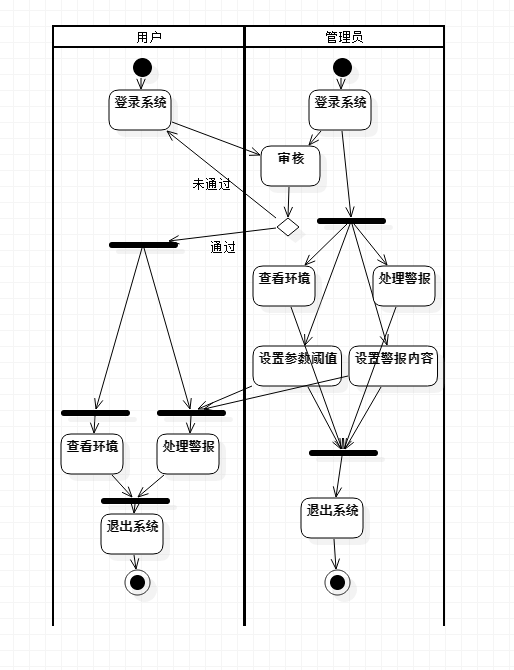 用户
管理员
登录系统
登录系统
审核
未通过
通过
查看环境
处理警报
设置参数阈值
设置警报内容
查看环境
处理警报
退出系统
退出系统